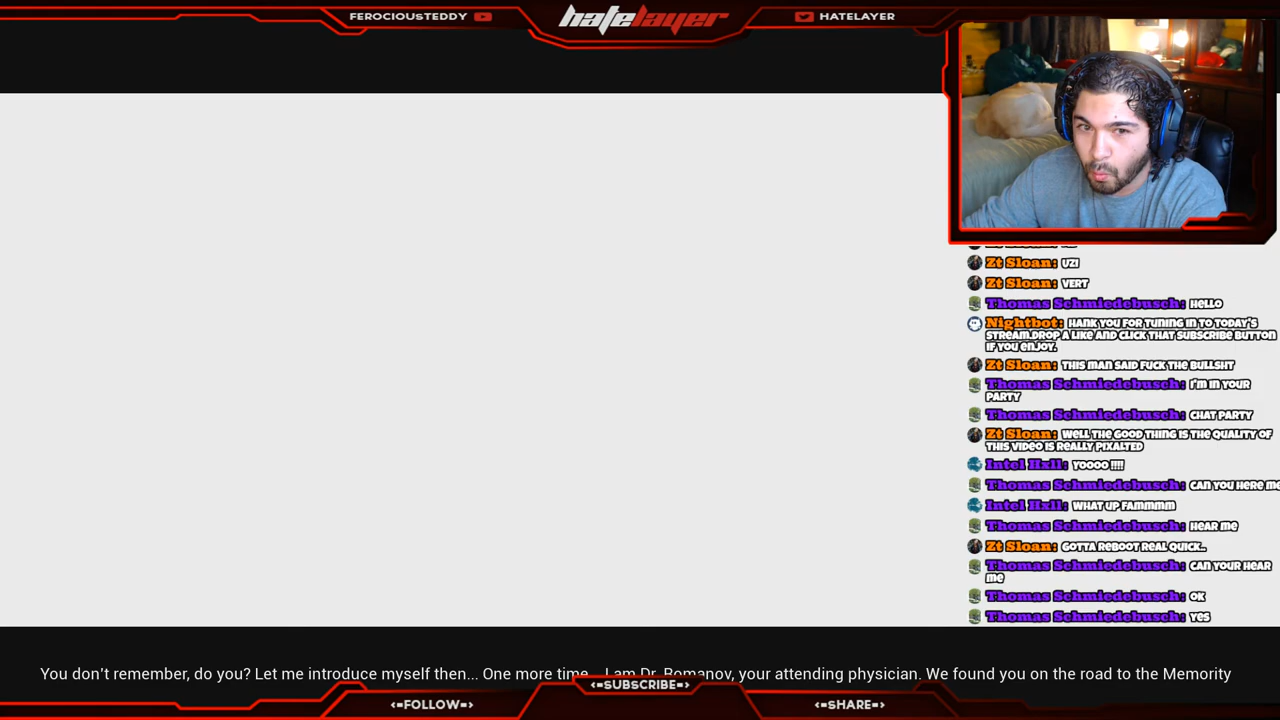 FEROCIOUSTEDDY
hatelayer
HATELAYER
Zt Sloan: UZI
Zt Sloan: VERT
Thomas Schmiedebusch: HELLO
Nightbot: HANK YOU FOR TUNING IN TO TODAY'S
STREAM.DROP A LIKE AND CLICK THAT SUBSCRIBE BUTTON
IF YOU ENJOY.
Zt Sloan: THIS MAN SAID FUCK THE BULLSHT
Thomas Schmiedebusch: I'M IN YOUR
PARTY
Thomas Schmiedebusch: CHAT PARTY
Zt Sloan: WELL THE GOOD THING IS THE QUALITY OF
THIS VIDEO IS REALLY PIXALTED
Intel Hxll: YOOOO !!!!
Thomas Schmiedebusch: CAN YOU HERE ME
Intel Hxll: WHAT UP FAMMMM
Thomas Schmiedebusch: HEAR ME
Zt Sloan: GOTTA REBOOT REAL QUICK..
Thomas Schmiedebusch: CAN YOUR HEAR
ME
Thomas Schmiedebusch: OK
Thomas Schmiedebusch: YES
You don't remember, do you? Let me introduce myself then... One more time... I am Dr. Romanov, your attending physician. We found you on the road to the Memority
<=SUBSCRIBE=>
<=FOLLOW=>
<=SHARE=>